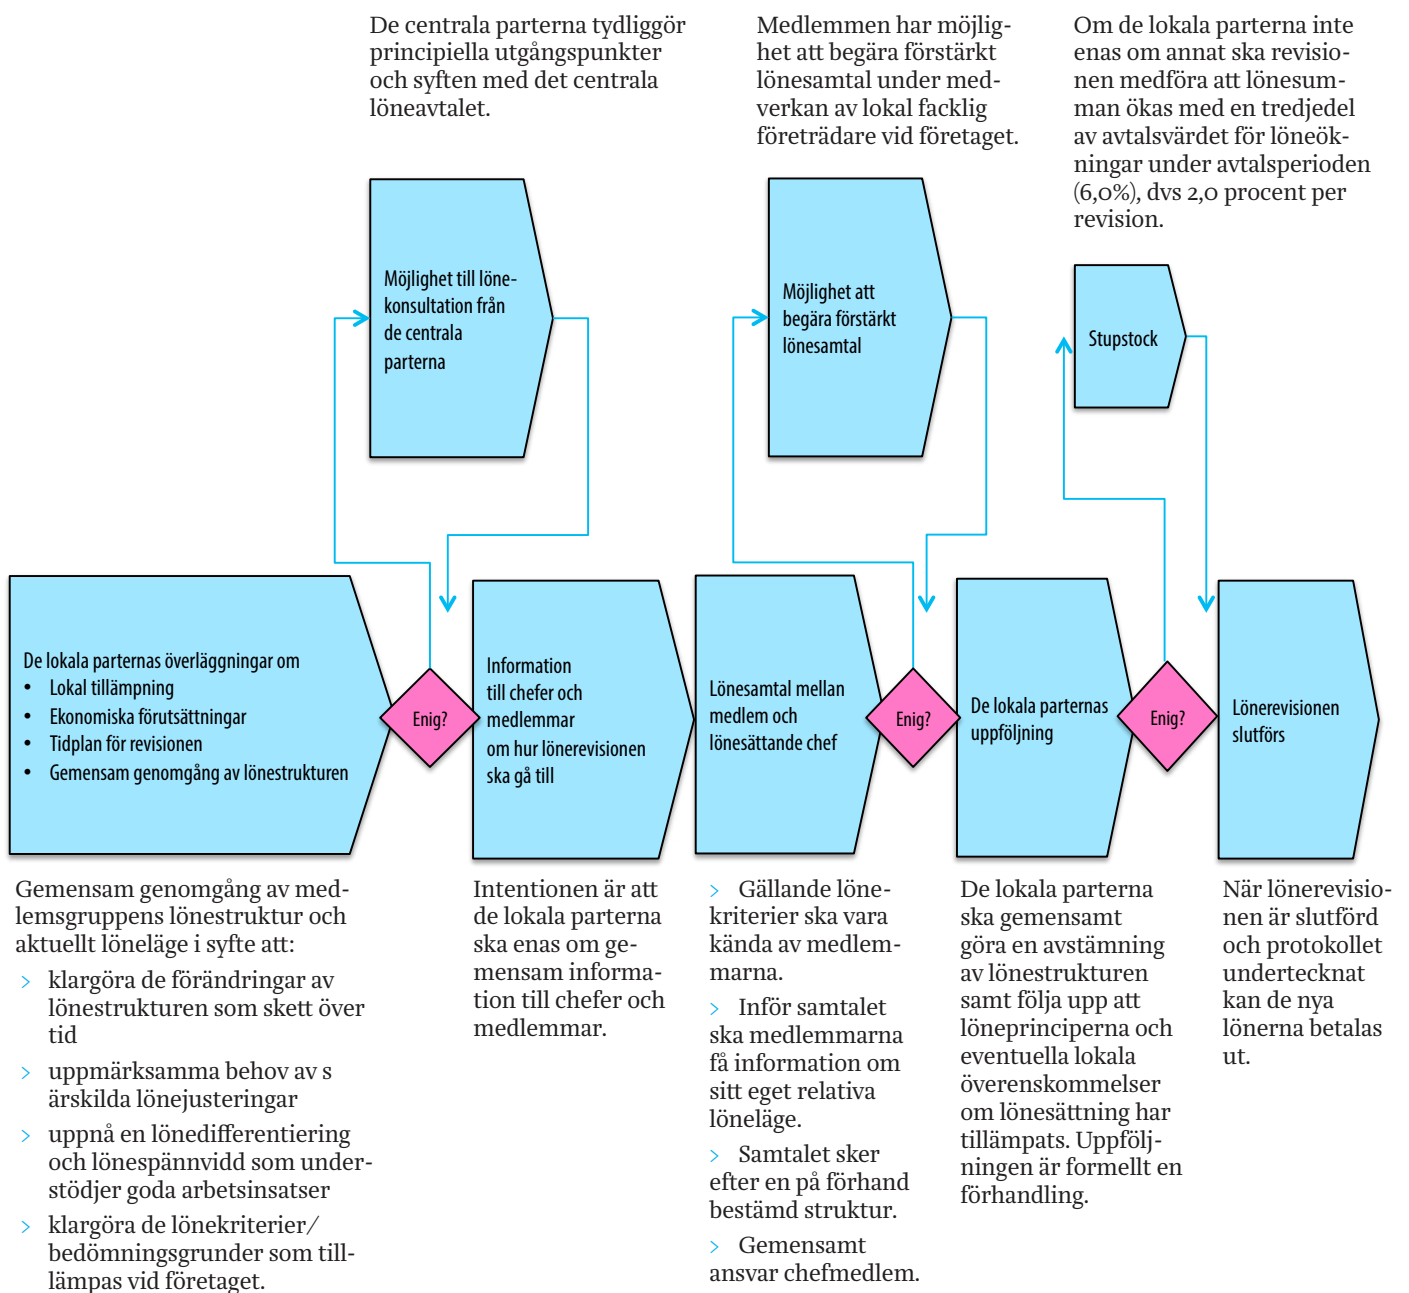 De centrala parterna tydliggör
principiella utgångspunkter
och syften med det centrala
löneavtalet.
Medlemmen har möjlig-
het att begära förstärkt
lönesamtal under med-
verkan av lokal facklig
företrädare vid företaget.
Om de lokala parterna inte
enas om annat ska revisio-
nen medföra att lönesum-
man ökas med en tredjedel
av avtalsvärdet för löneök-
ningar under avtalsperioden
(6,0%), dvs 2,0 procent per
revision.
Möjlighet till löne-
konsultation från
de centrala
parterna
Möjlighet att
begära förstärkt
lönesamtal
Stupstock
De lokala parternas överläggningar om
• Lokal tillämpning
• Ekonomiska förutsättningar
• Tidplan för revisionen
• Gemensam genomgång av lönestrukturen
Enig?
Information
till chefer och
medlemmar
om hur lönerevisionen
ska gå till
Lönesamtal mellan
medlem och
lönesättande chef
Enig?
De lokala parternas
uppföljning
Enig?
Lönerevisionen
slutförs
Gemensam genomgång av med-
lemsgruppens lönestruktur och
aktuellt löneläge i syfte att:
> klargöra de förändringar av
lönestrukturen som skett över
tid
> uppmärksamma behov av s
ärskilda lönejusteringar
> uppnå en lönedifferentiering
och lönespännvidd som under-
stödjer goda arbetsinsatser
> klargöra de lönekriterier/
bedömningsgrunder som till-
lämpas vid företaget.
Intentionen är att
de lokala parterna
ska enas om ge-
mensam informa-
tion till chefer och
medlemmar.
> Gällande löne-
kriterier ska vara
kända av medlem-
marna.
> Inför samtalet
ska medlemmarna
få information om
sitt eget relativa
löneläge.
> Samtalet sker
efter en på förhand
bestämd struktur.
> Gemensamt
ansvar chefmedlem.
De lokala parterna
ska gemensamt
göra en avstämning
av lönestrukturen
samt följa upp att
löneprinciperna och
eventuella lokala
överenskommelser
om lönesättning har
tillämpats. Uppfölj-
ningen är formellt en
förhandling.
När lönerevisio-
nen är slutförd
och protokollet
undertecknat
kan de nya
lönerna betalas
ut.